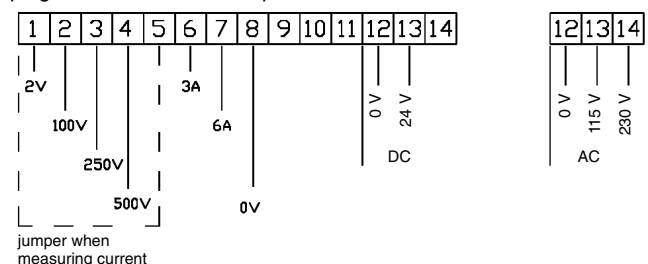 1 2 3 4 5 6 7 8 9 10 11 12 13 14
12 13 14
2V
3A
0 V
24 V
0 V
115 V
230 V
100V
6A
250V
DC
AC
500V
0V
jumper when
measuring current